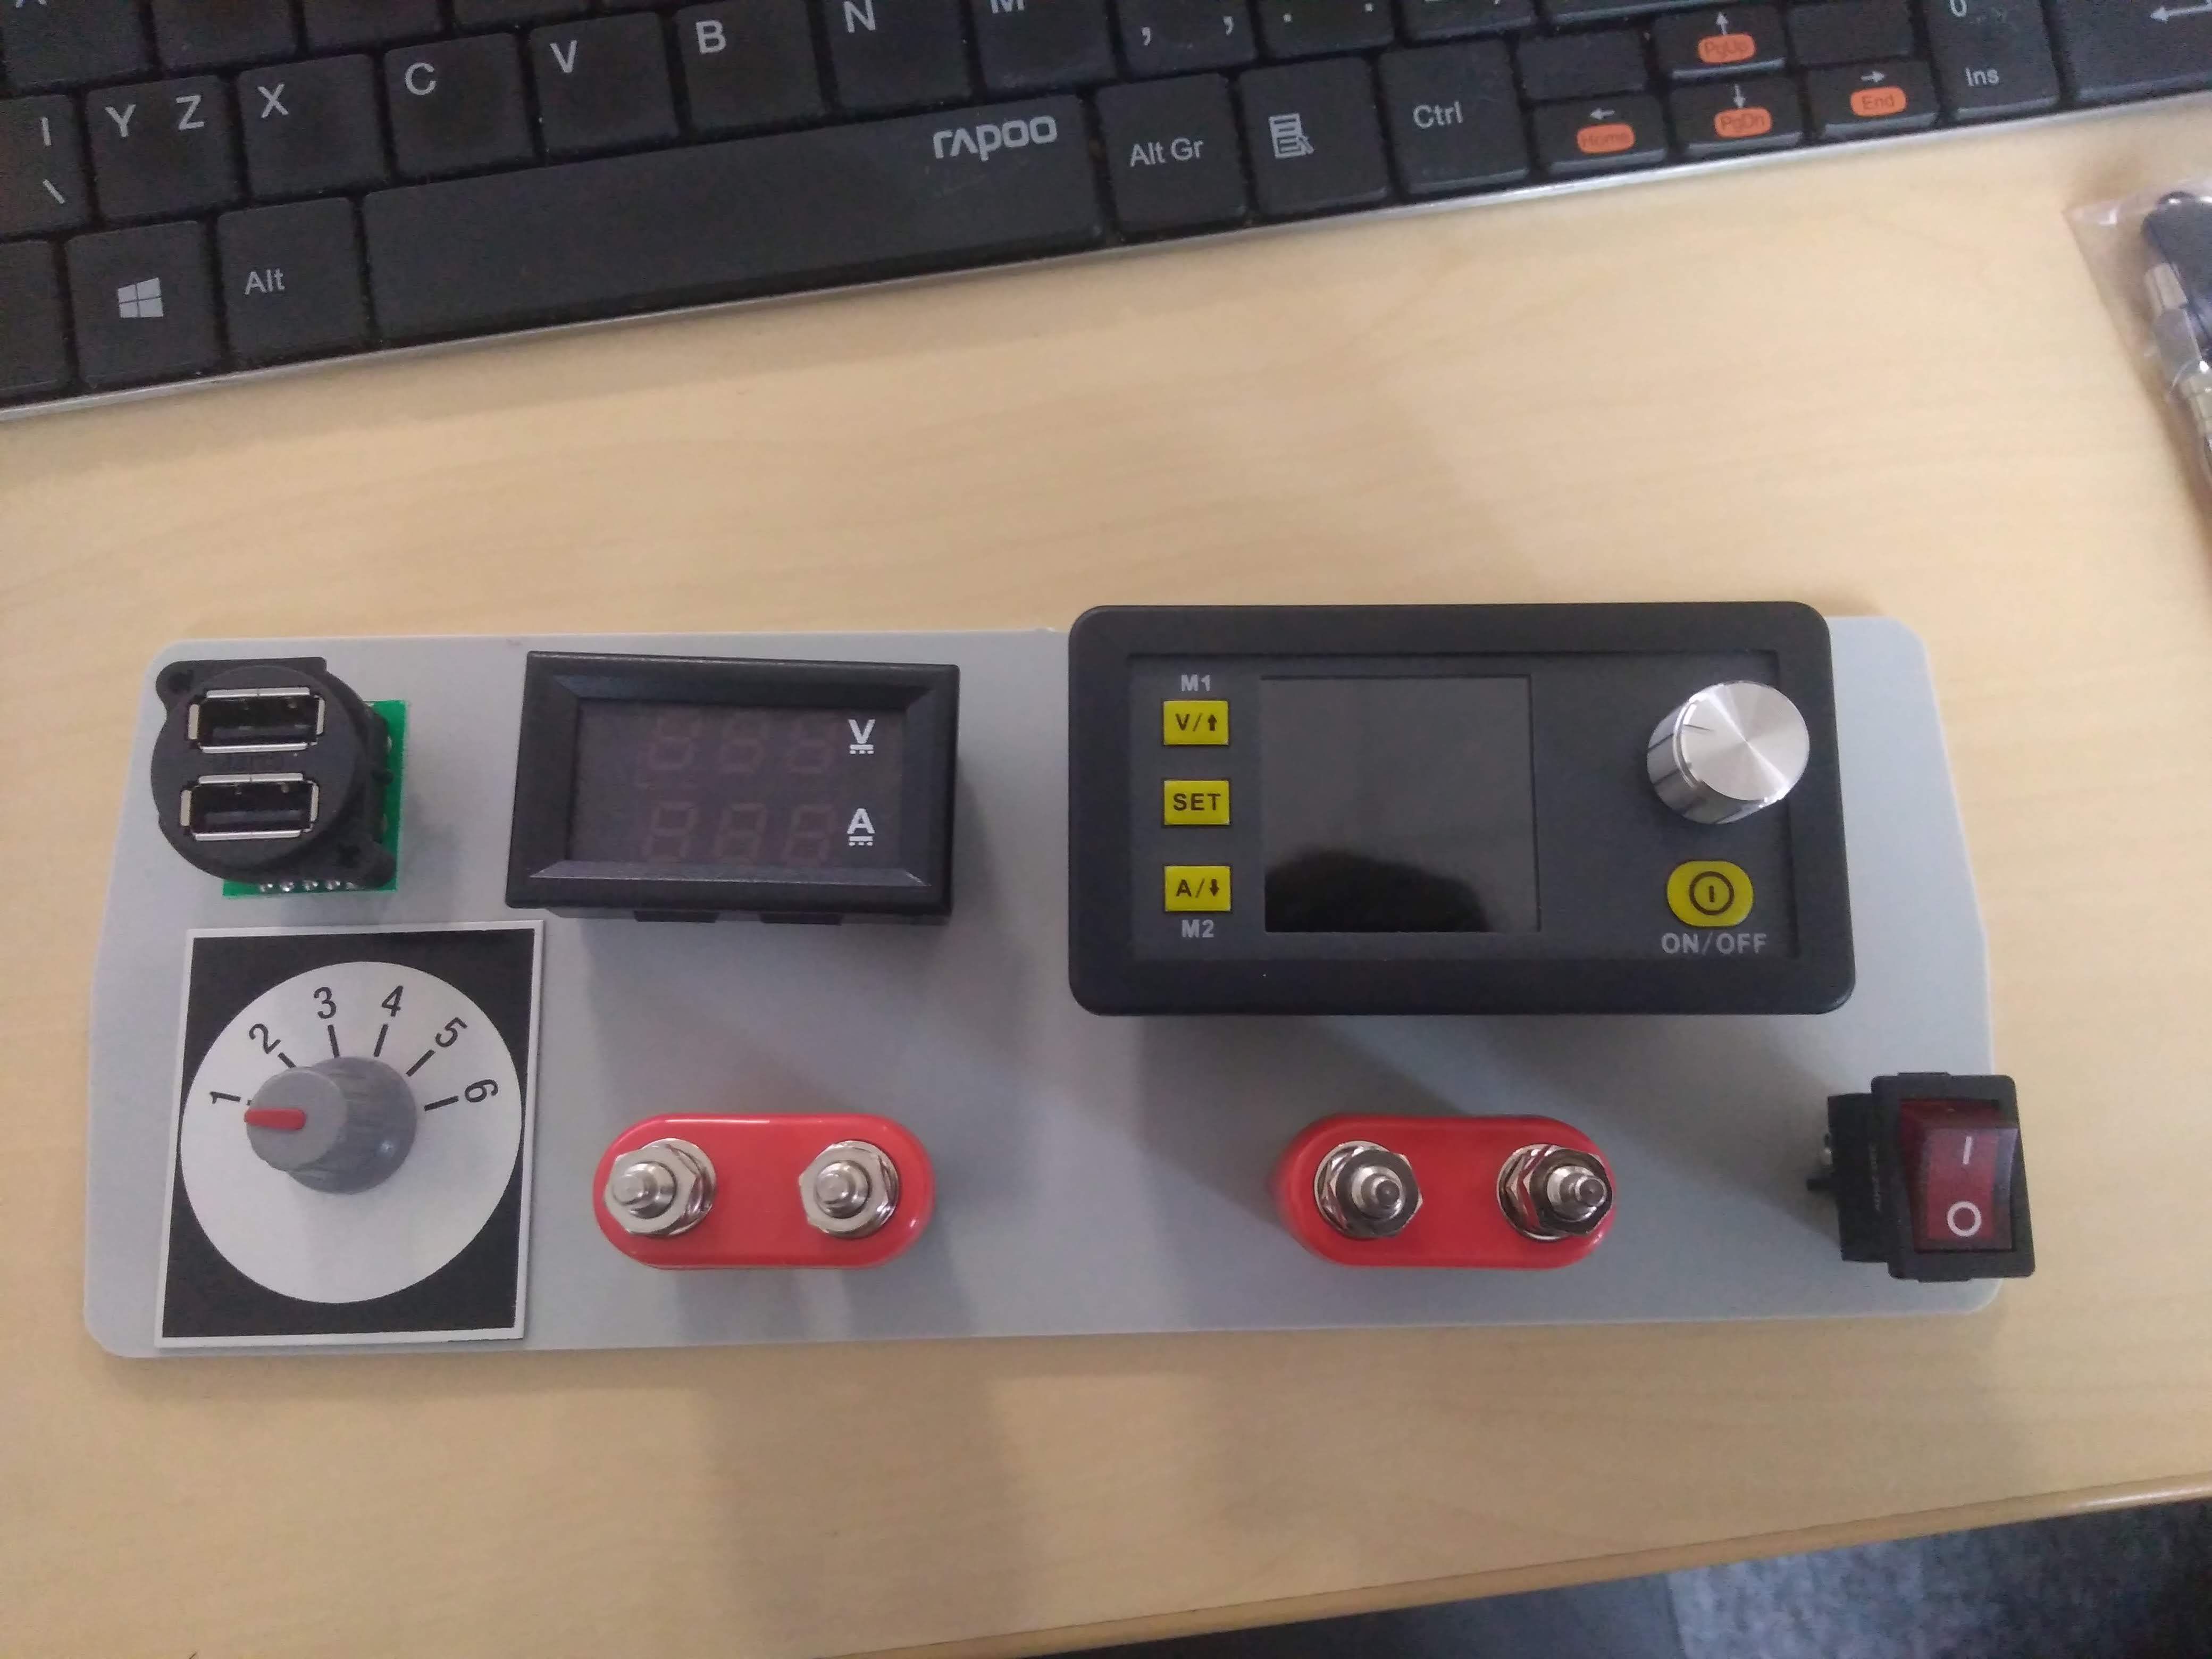 C V B N
Y Z X
rapoo
Alt Gr
Ctrl
PgUp
Home
PgDn
End
Ins
Alt
V
A
M1
V/⬆
SET
A/⬇
M2
ON/OFF
1 2 3 4 5 6
I
O